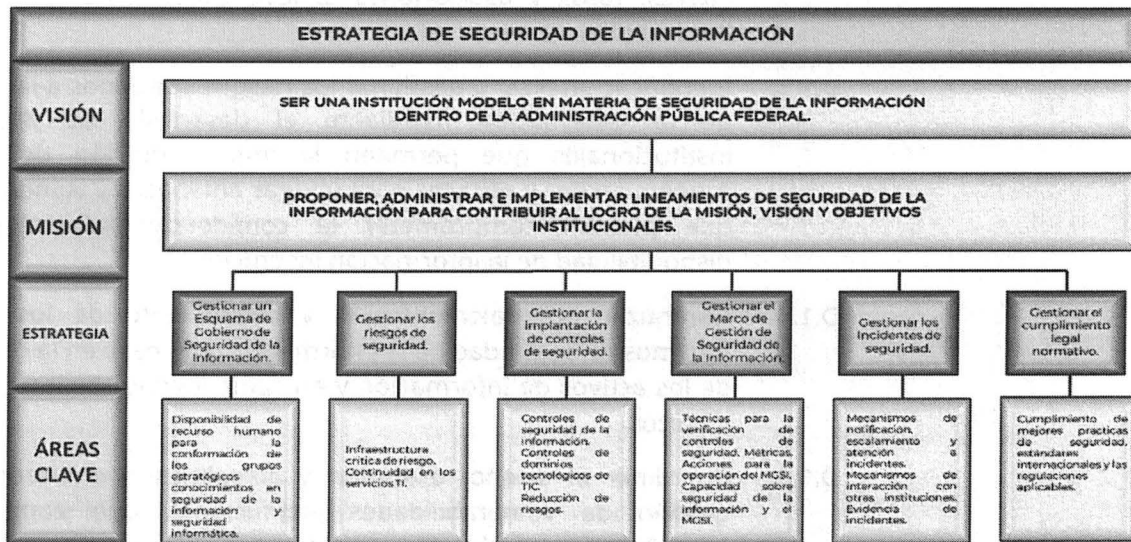 ESTRATEGIA DE SEGURIDAD DE LA INFORMACIÓN
VISIÓN
SER UNA INSTITUCIÓN MODELO EN MATERIA DE SEGURIDAD DE LA INFORMACIÓN
DENTRO DE LA ADMINISTRACIÓN PÚBLICA FEDERAL.
MISIÓN
PROPONER, ADMINISTRAR E IMPLEMENTAR LINEAMIENTOS DE SEGURIDAD DE LA
INFORMACIÓN PARA CONTRIBUIR AL LOGRO DE LA MISIÓN, VISIÓN Y OBJETIVOS
INSTITUCIONALES.
ESTRATEGIA
Gestionar un
Esquema de
Gobierno de
Seguridad de la
Información.
Gestionar los
riesgos de
seguridad.
Gestionar la
implantación de
controles de
seguridad.
Gestionar el
Marco de
Gestión de
Seguridad de
la Información.
Gestionar los
Incidentes de
seguridad.
Gestionar el
cumplimiento
legal
normativo.
ÁREAS
CLAVE
Disponibilidad de
recurso humano
para la
conformación de
los grupos
estratégicos y
conocimientos en
seguridad de la
información y
seguridad
informática.
Infraestructura
critica de riesgo.
Continuidad en los
servicios TI.
Controles de
seguridad de la
información.
Controles de
dominios
tecnológicos de
TIC
Reducción de
riesgos.
Técnicas para la
verificación de
controles de
seguridad. Métricas.
Acciones para la
operación del MGSI.
Capacidad sobre
seguridad de la
información y el
MGSI.
Mecanismos de
notificación,
escalamiento y
atención a
incidentes.
Mecanismos de
interacción con
otras instituciones.
Evidencia de
incidentes.
Cumplimiento de
mejores practicas
de seguridad,
estándares
internacionales y las
regulaciones
aplicables.